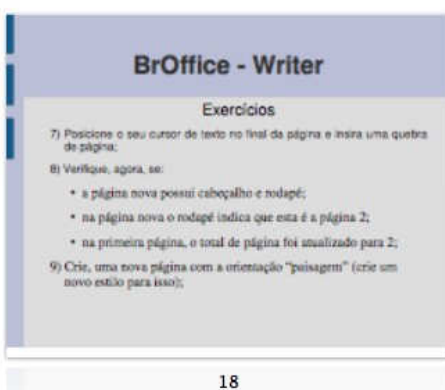 BrOffice - Writer
Exercícios
7) Posicione o seu cursor de texto no final da página e insira uma quebra
de página;
8) Verifique, agora, se:
• a página nova possui cabeçalho e rodapé;
• na página nova o rodapé indica que esta é a página 2;
• na primeira página, o total de página foi atualizado para 2;
9) Crie, uma nova página com a orientação "paisagem" (crie um
novo estilo para isso);
18